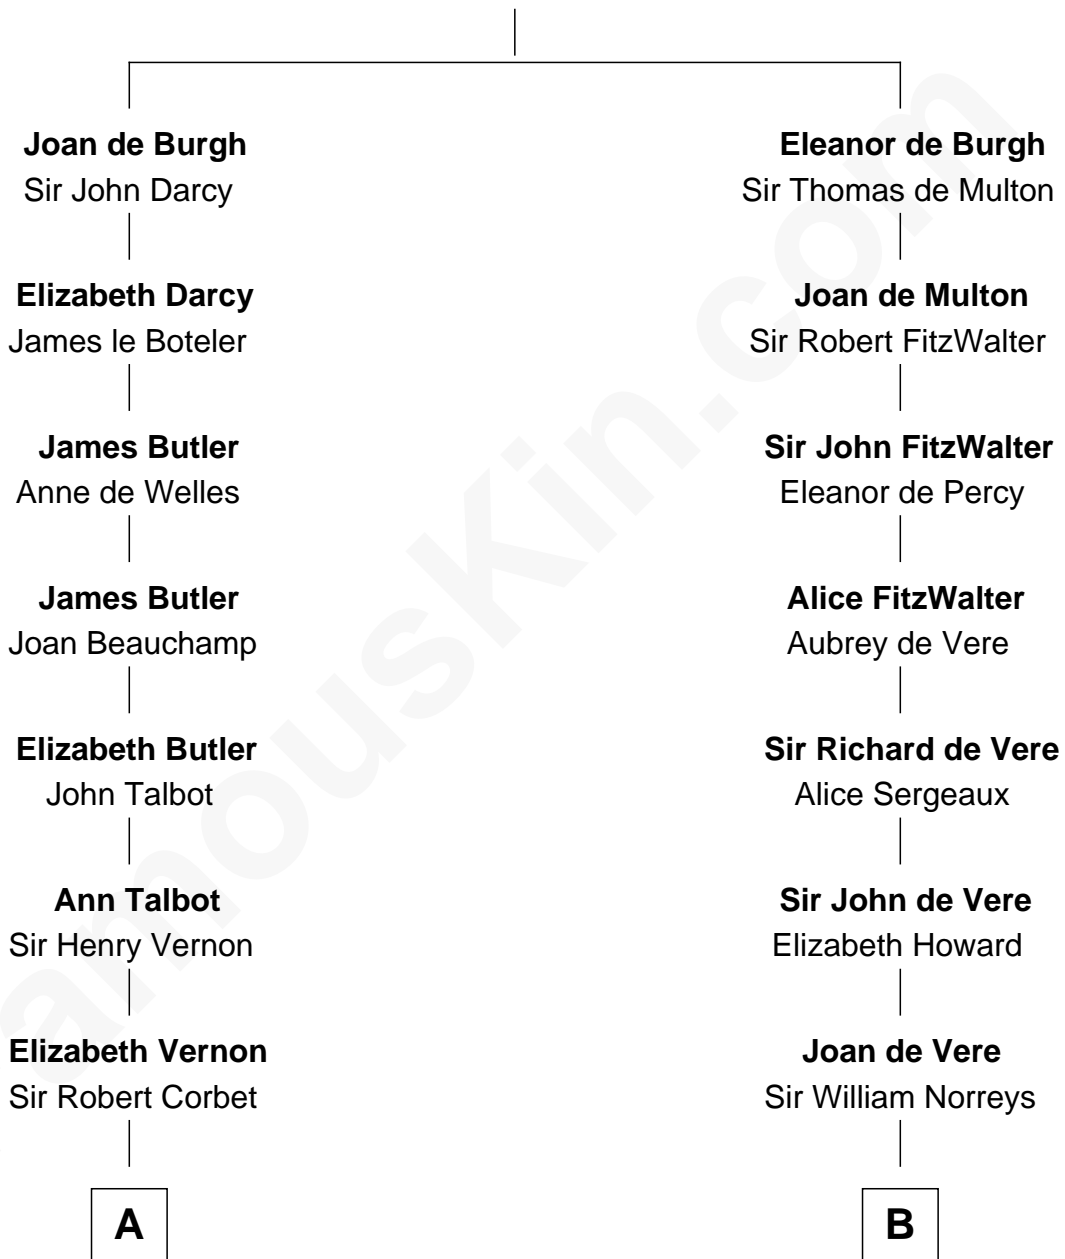 Joan de Burgh
Sir John Darcy
Elizabeth Darcy
James le Boteler
James Butler
Anne de Welles
James Butler
Joan Beauchamp
Elizabeth Butler
John Talbot
Ann Talbot
Sir Henry Vernon
Elizabeth Vernon
Sir Robert Corbet
A
Eleanor de Burgh
Sir Thomas de Multon
Joan de Multon
Sir Robert FitzWalter
Sir John FitzWalter
Eleanor de Percy
Alice FitzWalter
Aubrey de Vere
Sir Richard de Vere
Alice Sergeaux
Sir John de Vere
Elizabeth Howard
Joan de Vere
Sir William Norreys
B
amousKin.com